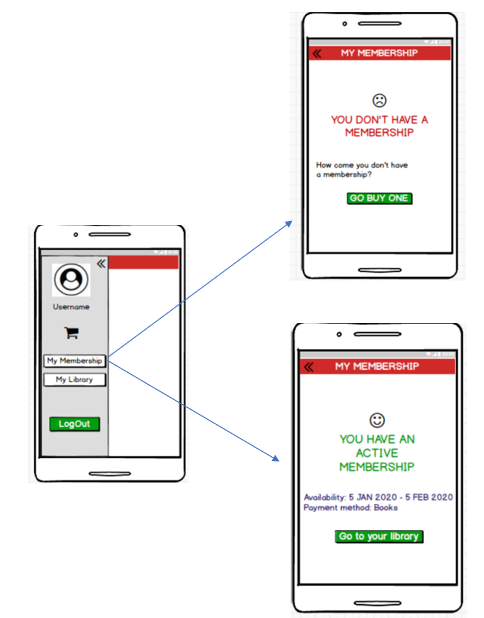 MY MEMBERSHIP
YOU DON'T HAVE A
MEMBERSHIP
How come you don't have
a membership?
GO BUY ONE
Username
My Membership
My Library
LogOut
MY MEMBERSHIP
YOU HAVE AN
ACTIVE
MEMBERSHIP
Availability: 5 JAN 2020 - 5 FEB 2020
Payment method: Books
Go to your library